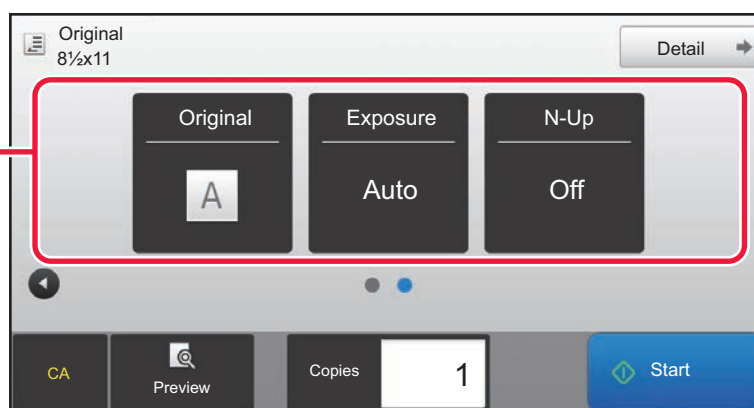 Original
8½x11
Detail
Original
Exposure
N-Up
A
Auto
Off
CA
Preview
Copies
1
Start